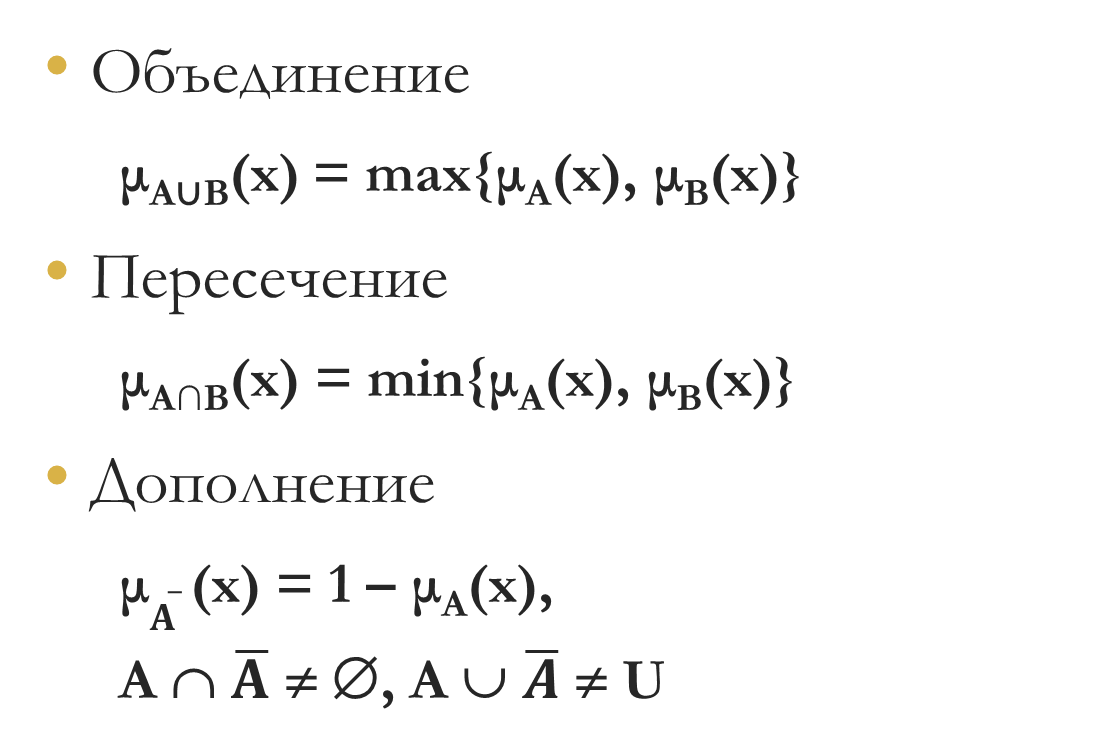 • Объединение
μA∪B(x) = max{μA(x), μB(x)}
• Пересечение
μA∩B(x) = min{μA(x), μB(x)}
• Дополнение
μA̅ (x) = 1 – μA(x),
A ∩ A̅ ≠ ∅, A ∪ A̅ ≠ U